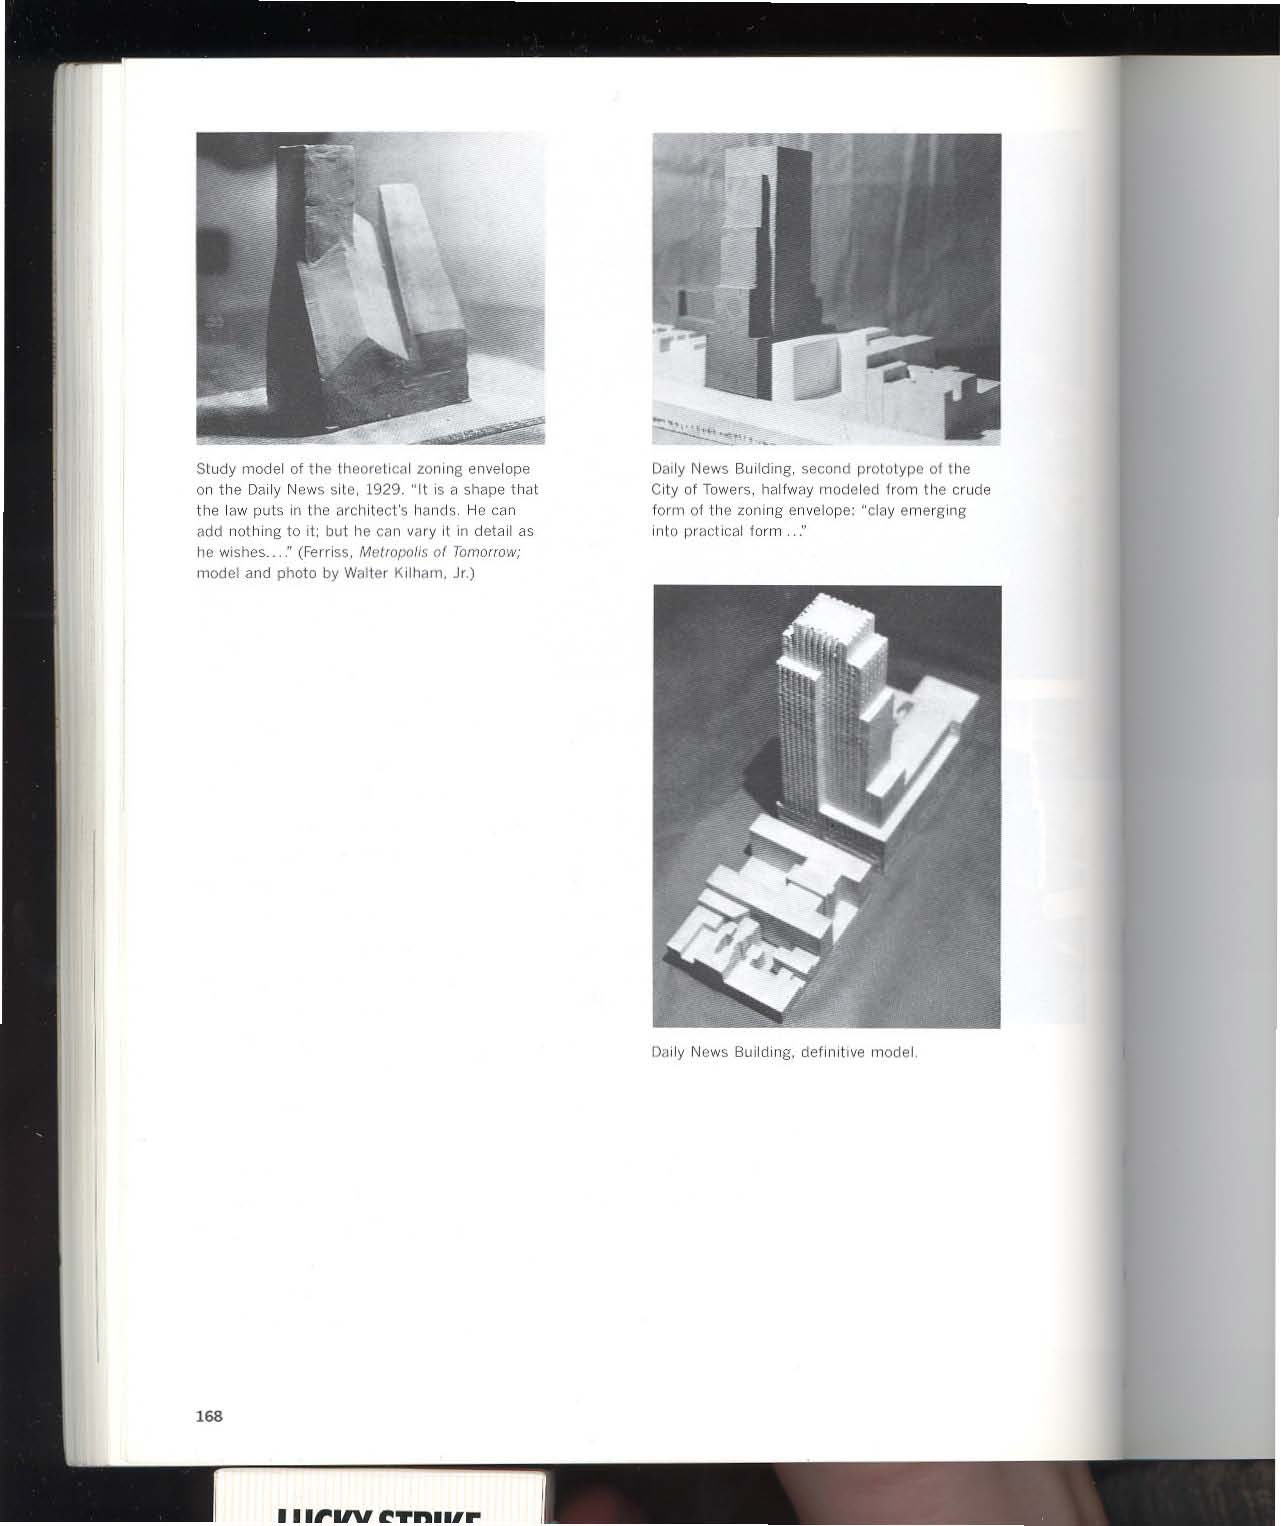 Study model of the theoretical zoning envelope
on the Daily News site, 1929. “It is a shape that
the law puts in the architect's hands. He can
add nothing to it; but he can vary it in detail as
he wishes....” (Ferriss, Metropolis of Tomorrow;
model and photo by Walter Kilham, Jr.)
Daily News Building, second prototype of the
City of Towers, halfway modeled from the crude
form of the zoning envelope: “clay emerging
into practical form ...”
Daily News Building, definitive model.
168
LUCKY STRIKE